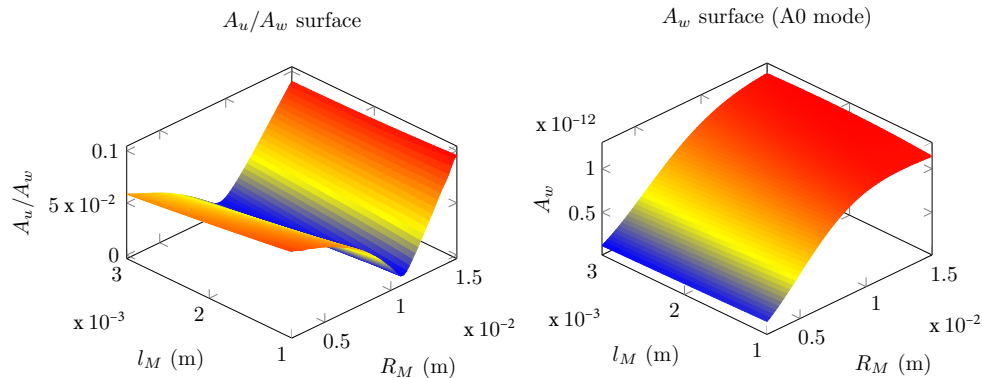 A_u/A_w surface
0.1
5 x 10⁻²
0
A_u/A_w
3
2
1
x 10⁻³
l_M (m)
0.5
1
1.5
x 10⁻²
R_M (m)
A_w surface (A0 mode)
x 10⁻¹²
1
0.5
A_w
3
2
1
x 10⁻³
l_M (m)
0.5
1
1.5
x 10⁻²
R_M (m)